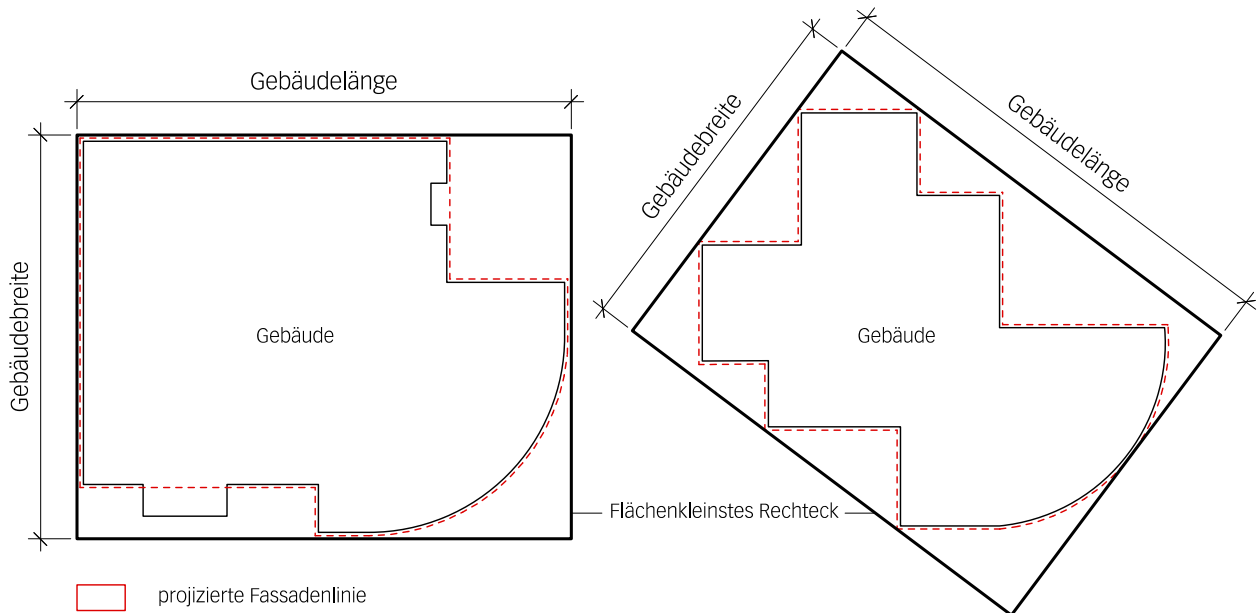 Gebäudelänge
Gebäudebreite
Gebäude
Gebäudebreite
Gebäudelänge
Gebäude
Flächenkleinstes Rechteck
projizierte Fassadenlinie